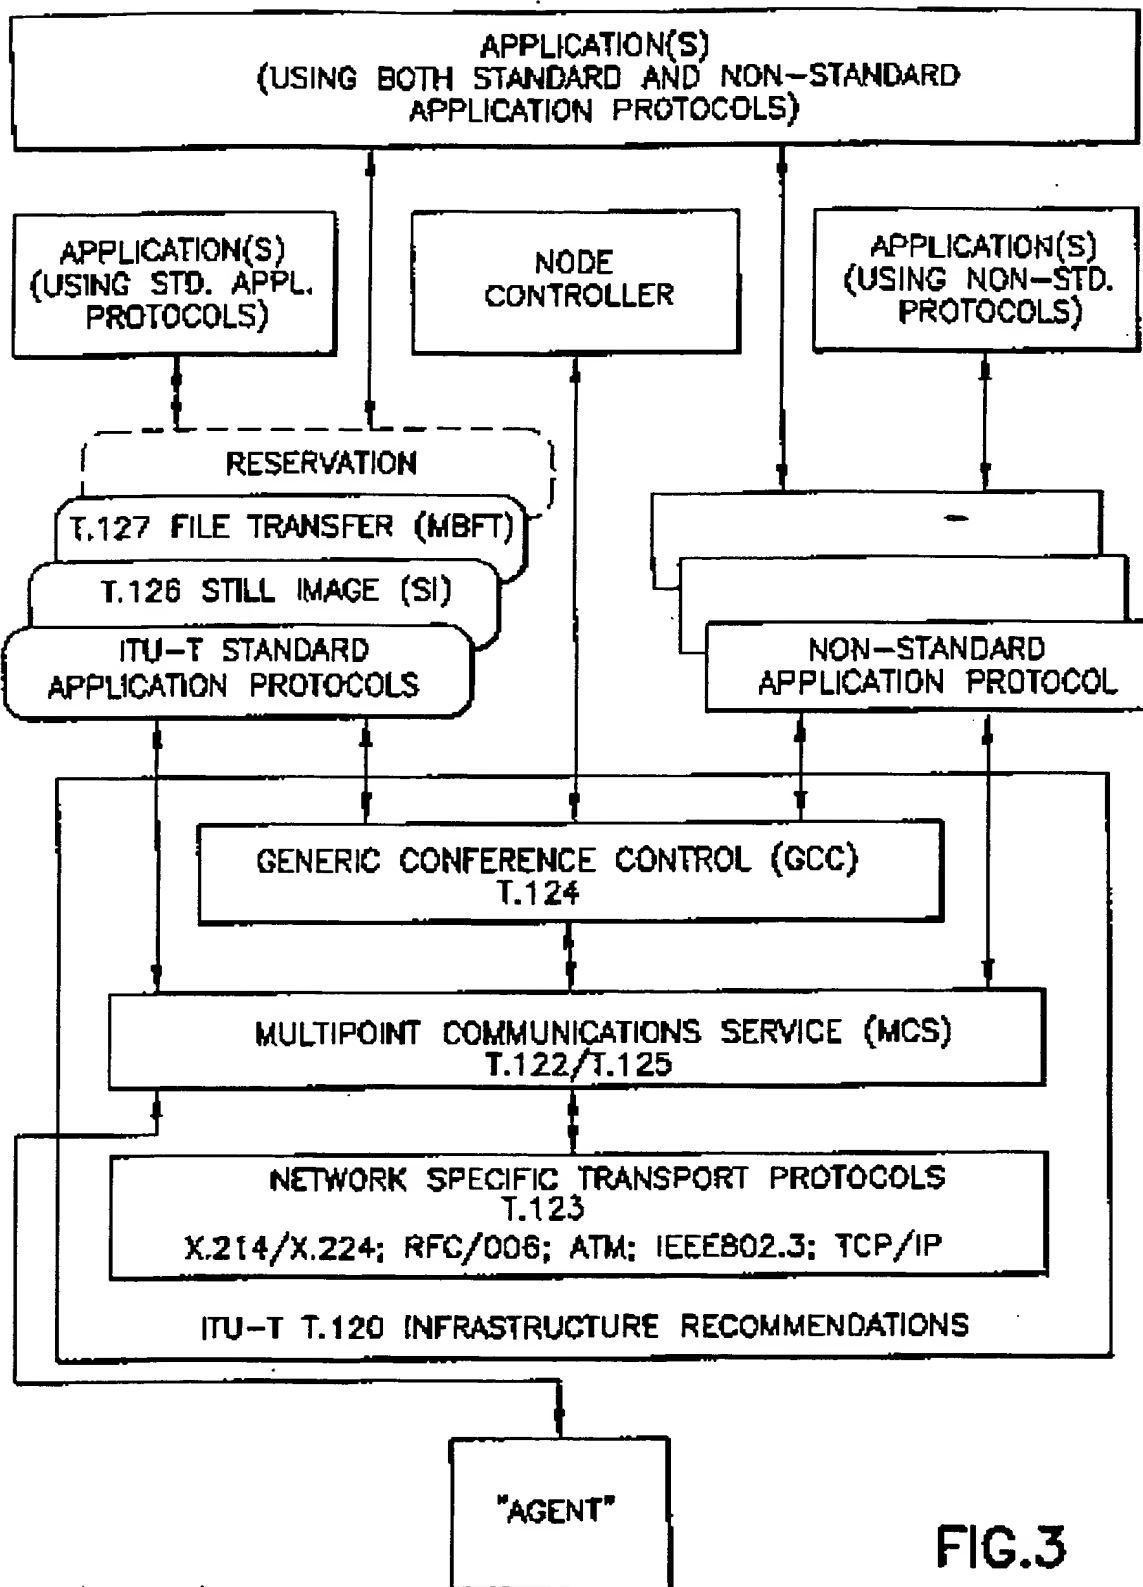 APPLICATION(S)
(USING BOTH STANDARD AND NON-STANDARD
APPLICATION PROTOCOLS)
APPLICATION(S)
(USING STD. APPL.
PROTOCOLS)
NODE
CONTROLLER
APPLICATION(S)
(USING NON-STD.
PROTOCOLS)
RESERVATION
T.127 FILE TRANSFER (MBFT)
T.126 STILL IMAGE (SI)
ITU-T STANDARD
APPLICATION PROTOCOLS
NON-STANDARD
APPLICATION PROTOCOL
GENERIC CONFERENCE CONTROL (GCC)
T.124
MULTIPOINT COMMUNICATIONS SERVICE (MCS)
T.122/T.125
NETWORK SPECIFIC TRANSPORT PROTOCOLS
T.123
X.214/X.224; RFC/006; ATM; IEEE802.3; TCP/IP
ITU-T T.120 INFRASTRUCTURE RECOMMENDATIONS
"AGENT"
FIG.3